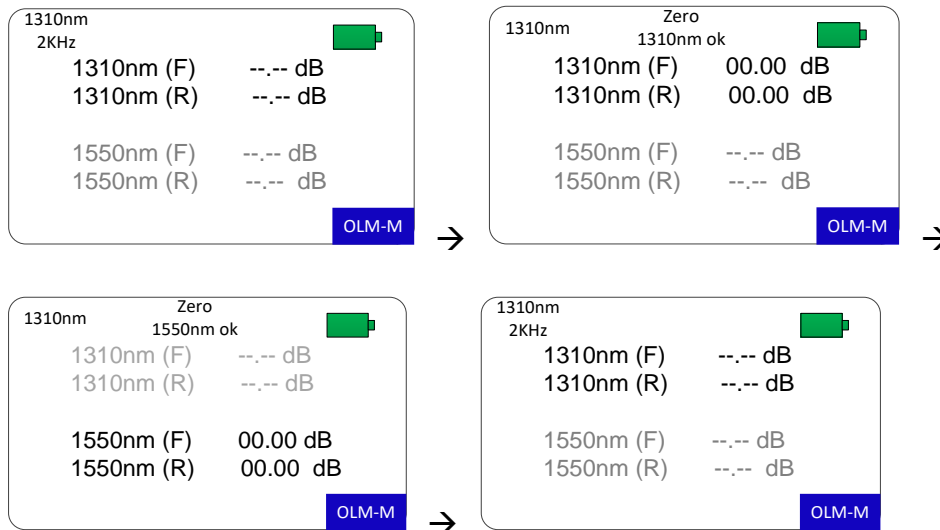 1310nm
2KHz
1310nm (F) --.-- dB
1310nm (R) --.-- dB
1550nm (F) --.-- dB
1550nm (R) --.-- dB
OLM-M
→
1310nm
Zero
1310nm ok
1310nm (F) 00.00 dB
1310nm (R) 00.00 dB
1550nm (F) --.-- dB
1550nm (R) --.-- dB
OLM-M
→
1310nm
Zero
1550nm ok
1310nm (F) --.-- dB
1310nm (R) --.-- dB
1550nm (F) 00.00 dB
1550nm (R) 00.00 dB
OLM-M
→
1310nm
2KHz
1310nm (F) --.-- dB
1310nm (R) --.-- dB
1550nm (F) --.-- dB
1550nm (R) --.-- dB
OLM-M